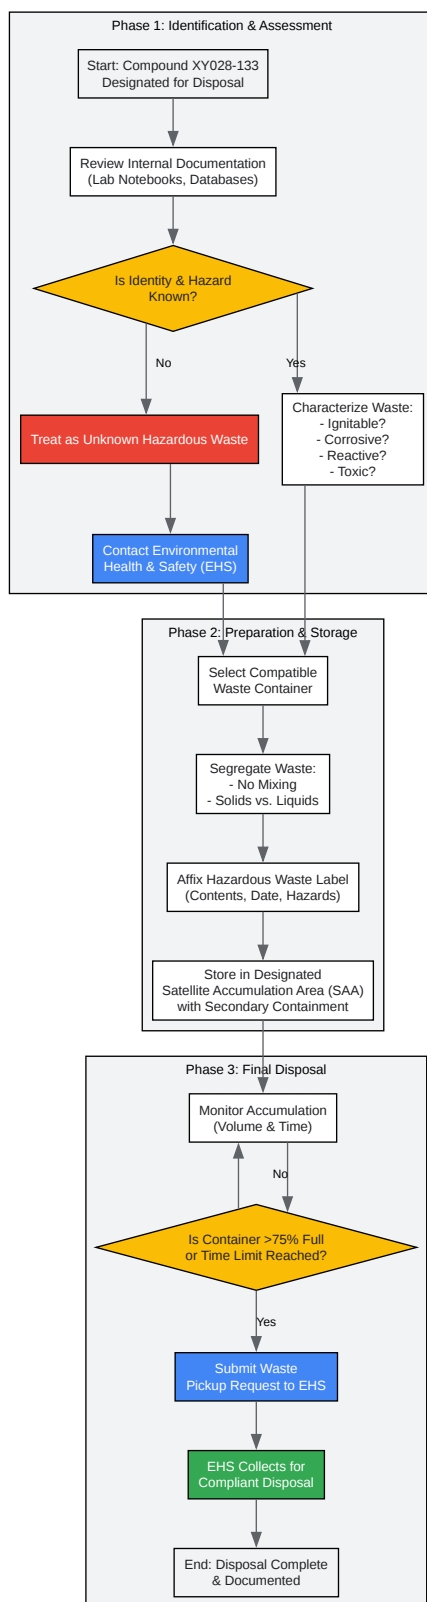 Phase 1: Identification & Assessment
Start: Compound XY028-133
Designated for Disposal
Review Internal Documentation
(Lab Notebooks, Databases)
Is Identity & Hazard
Known?
No
Yes
Treat as Unknown Hazardous Waste
Characterize Waste:
- Ignitable?
- Corrosive?
- Reactive?
- Toxic?
Contact Environmental
Health & Safety (EHS)
Phase 2: Preparation & Storage
Select Compatible
Waste Container
Segregate Waste:
- No Mixing
- Solids vs. Liquids
Affix Hazardous Waste Label
(Contents, Date, Hazards)
Store in Designated
Satellite Accumulation Area (SAA)
with Secondary Containment
Phase 3: Final Disposal
Monitor Accumulation
(Volume & Time)
No
Is Container >75% Full
or Time Limit Reached?
Yes
Submit Waste
Pickup Request to EHS
EHS Collects for
Compliant Disposal
End: Disposal Complete
& Documented